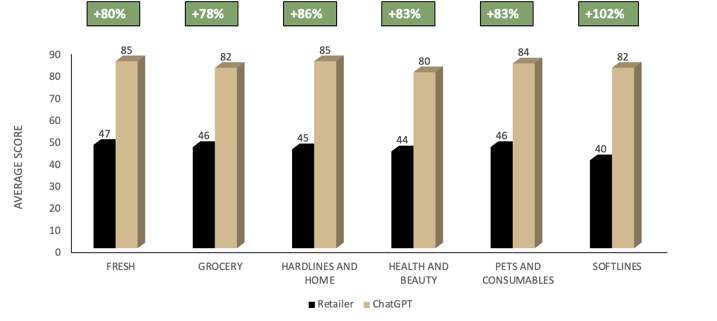 +80% +78% +86% +83% +83% +102%
90
80
70
60
50
40
30
20
10
0
AVERAGE SCORE
47 85 46 82 45 85 44 80 46 84 40 82
FRESH GROCERY HARDLINES AND HEALTH AND PETS AND SOFTLINES
HOME BEAUTY CONSUMABLES
Retailer ChatGPT